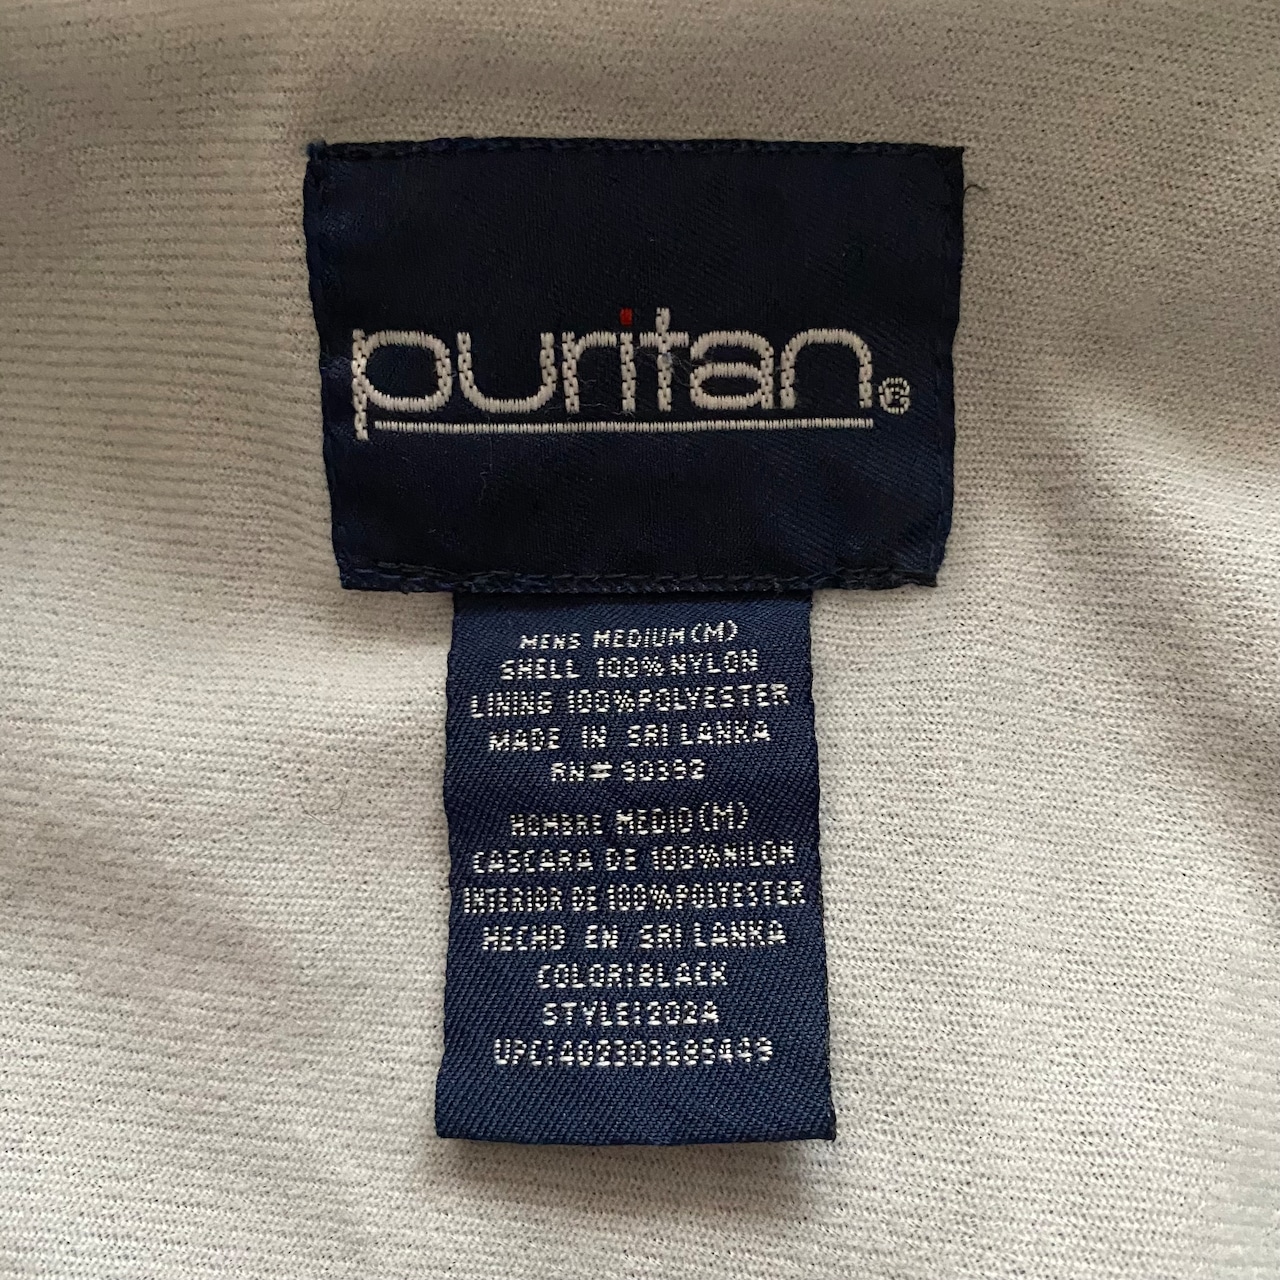 puritan®
MENS MEDIUM(M)
SHELL 100%NYLON
LINING 100%POLYESTER
MADE IN SRI LANKA
RN# 90392
HOMBRE MEDIO(M)
CASCARA DE 100%NILON
INTERIOR DE 100%POLYESTER
HECHO EN SRI LANKA
COLOR:BLACK
STYLE:202A
UPC:402303685449